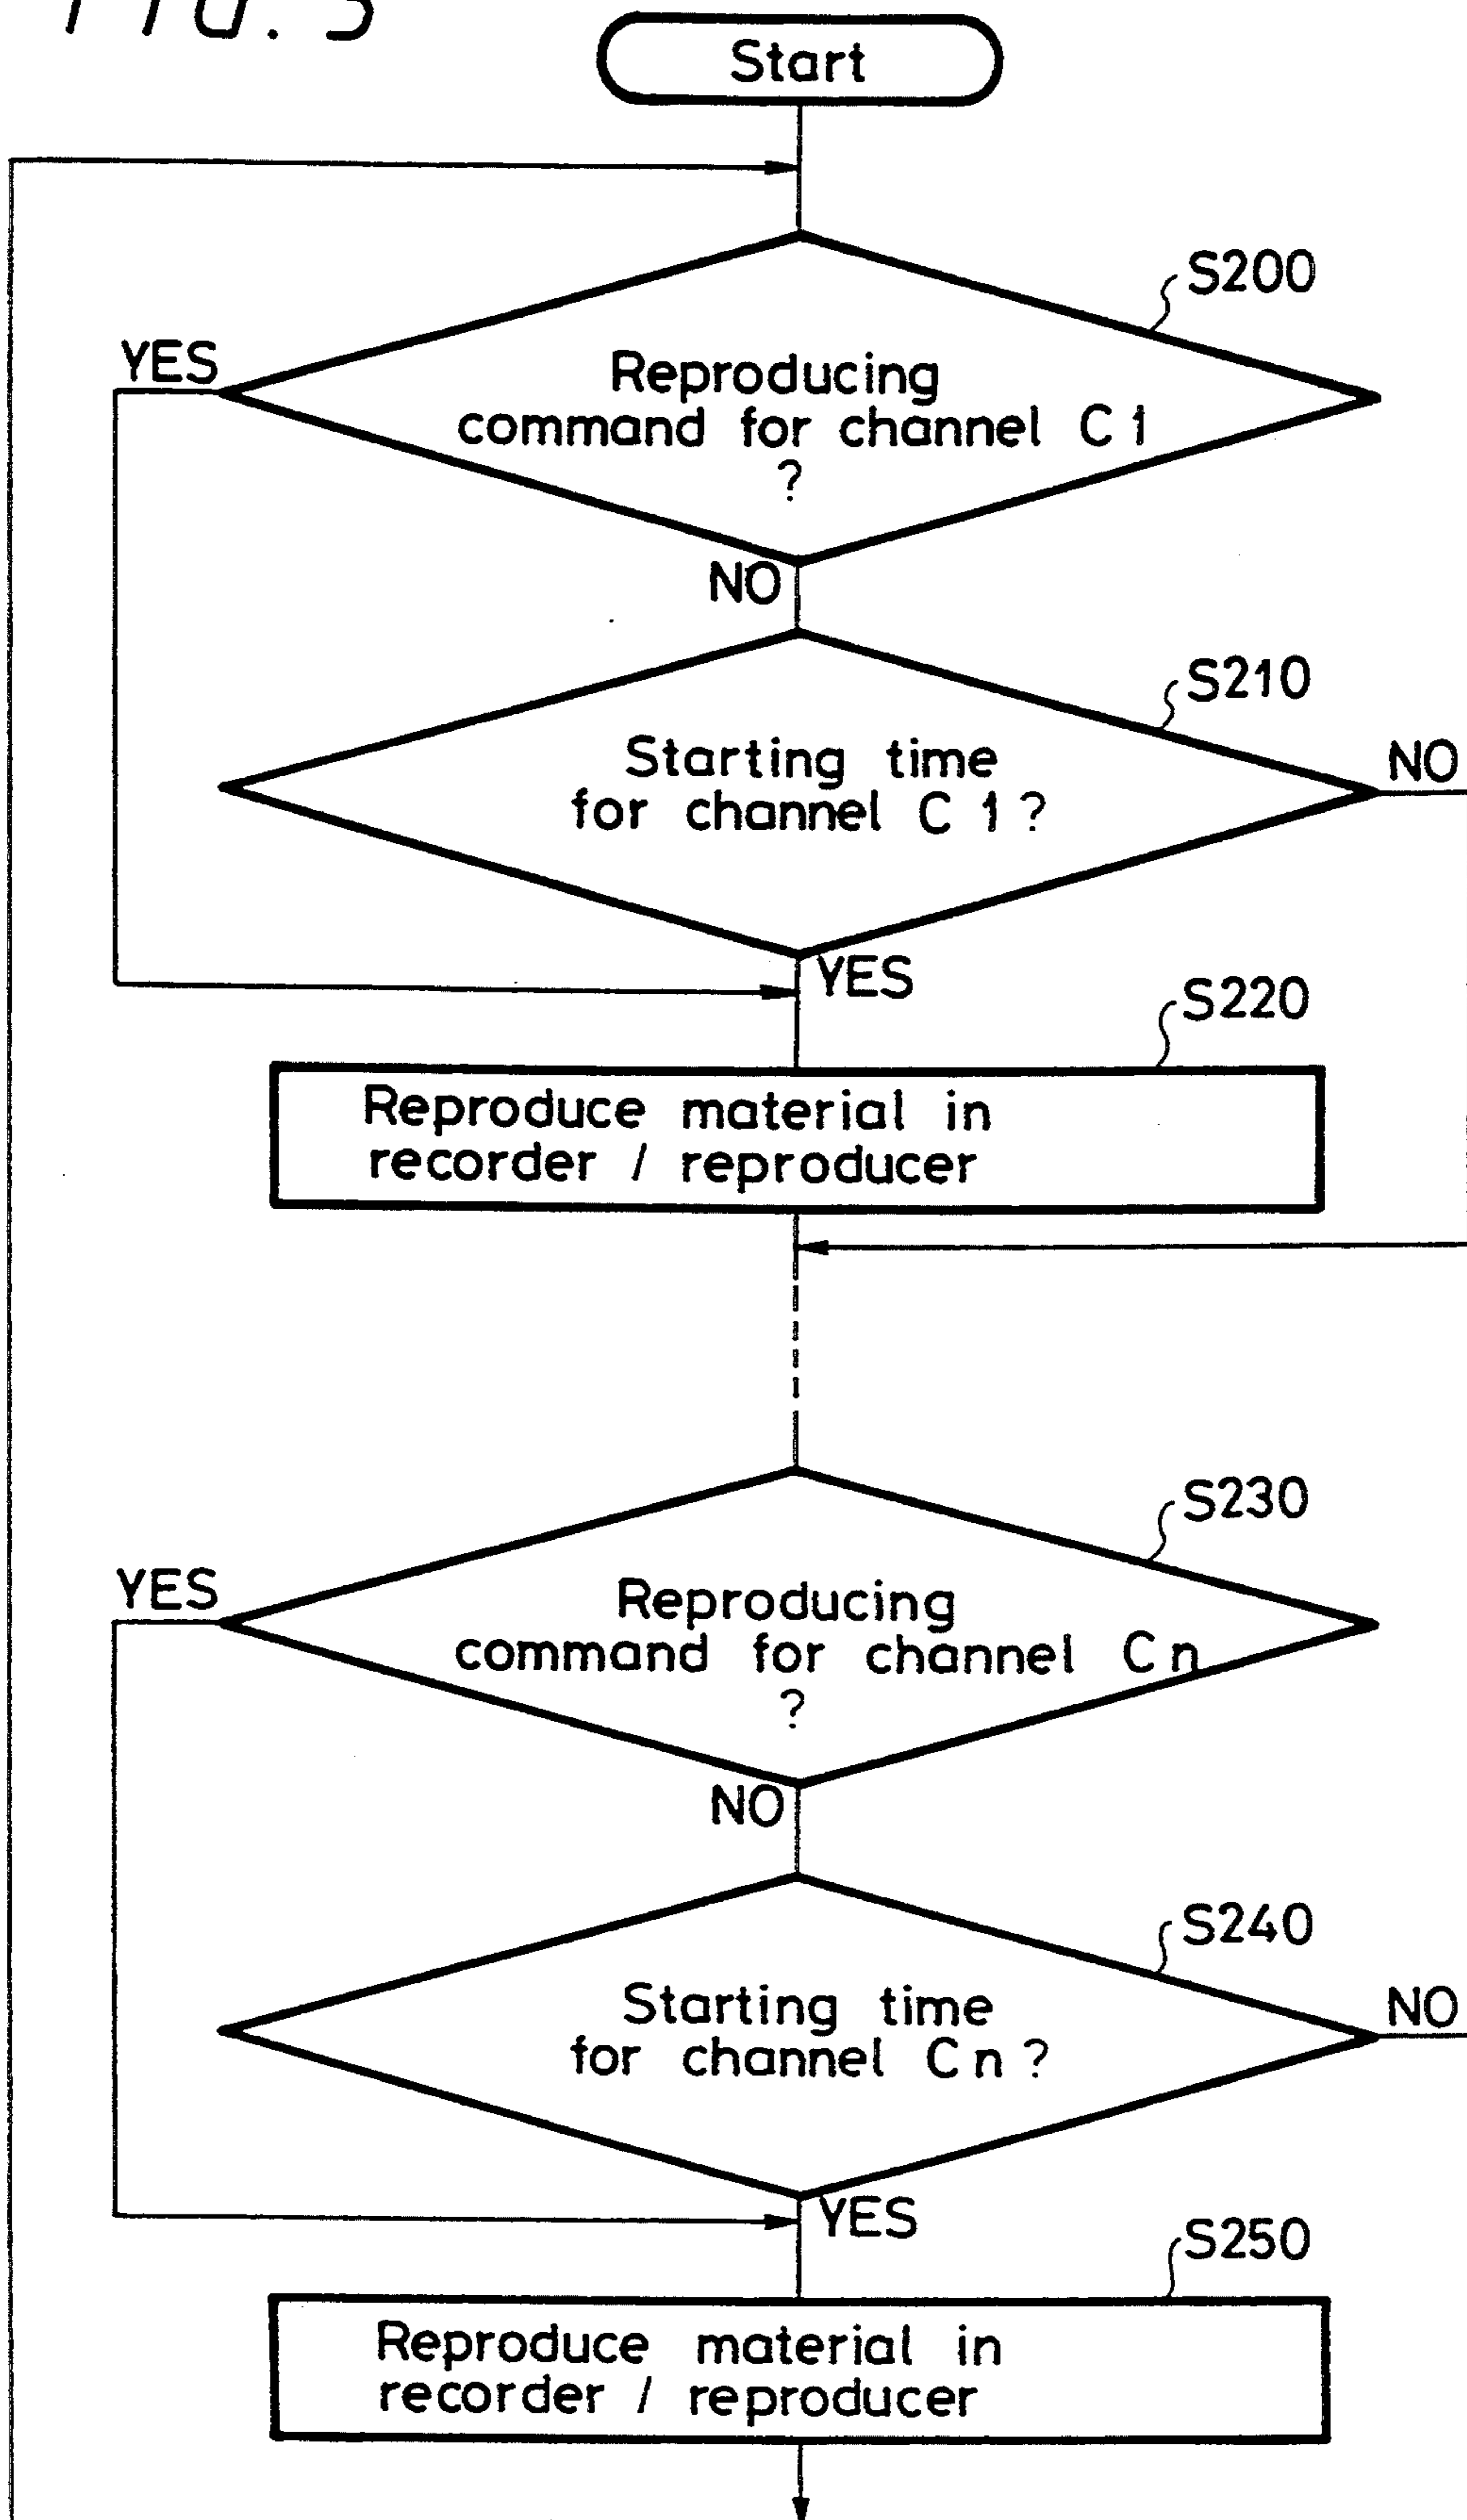 Start
S200
YES
Reproducing
command for channel C1
?
NO
S210
Starting time
for channel C1?
NO
YES
S220
Reproduce material in
recorder / reproducer
S230
YES
Reproducing
command for channel Cn
?
NO
S240
Starting time
for channel Cn?
NO
YES
S250
Reproduce material in
recorder / reproducer